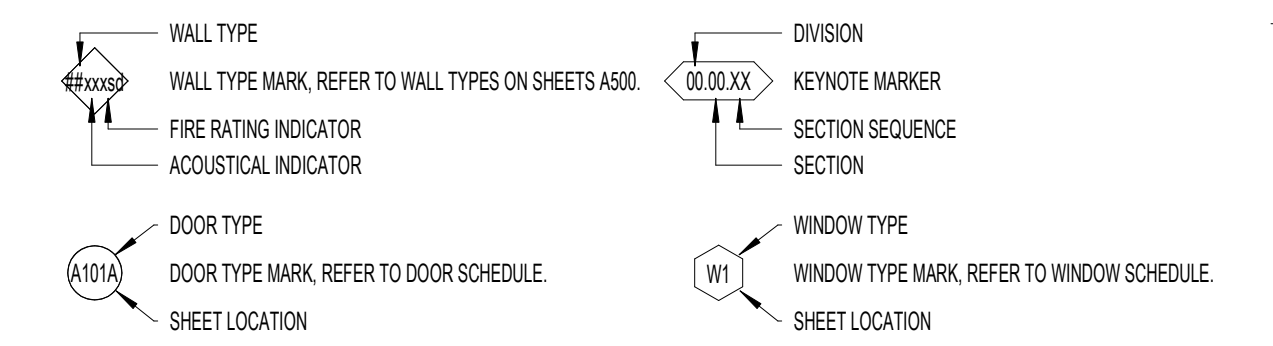 WALL TYPE
##xxxsd
WALL TYPE MARK, REFER TO WALL TYPES ON SHEETS A500.
FIRE RATING INDICATOR
ACOUSTICAL INDICATOR
DIVISION
00.00.XX
KEYNOTE MARKER
SECTION SEQUENCE
SECTION
DOOR TYPE
A101A
DOOR TYPE MARK, REFER TO DOOR SCHEDULE.
SHEET LOCATION
WINDOW TYPE
W1
WINDOW TYPE MARK, REFER TO WINDOW SCHEDULE.
SHEET LOCATION